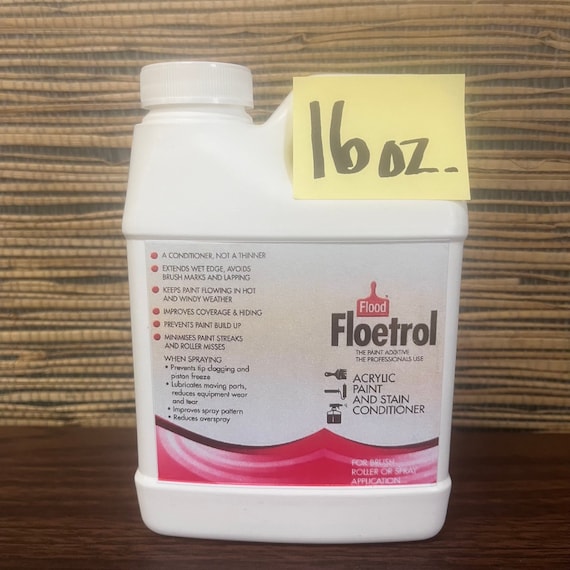 16 oz.
A CONDITIONER, NOT A THINNER
EXTENDS WET EDGE, AVOIDS
BRUSH MARKS AND LAPPING
KEEPS PAINT FLOWING IN HOT
AND WINDY WEATHER
IMPROVES COVERAGE & HIDING
PREVENTS PAINT BUILD UP
MINIMISES PAINT STREAKS
AND ROLLER MISSES
WHEN SPRAYING
• Prevents tip clogging and
piston freeze
• Lubricates moving parts,
reduces equipment wear
and tear
• Improves spray pattern
• Reduces overspray
Flood
Floetrol
THE PAINT ADDITIVE
THE PROFESSIONALS USE
ACRYLIC
PAINT
AND STAIN
CONDITIONER
FOR BRUSH
ROLLER OR SPRAY
APPLICATION